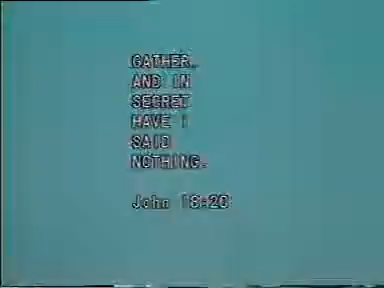 GATHER.
AND IN
SECRET
HAVE I
SAID
NOTHING.
John 18:20